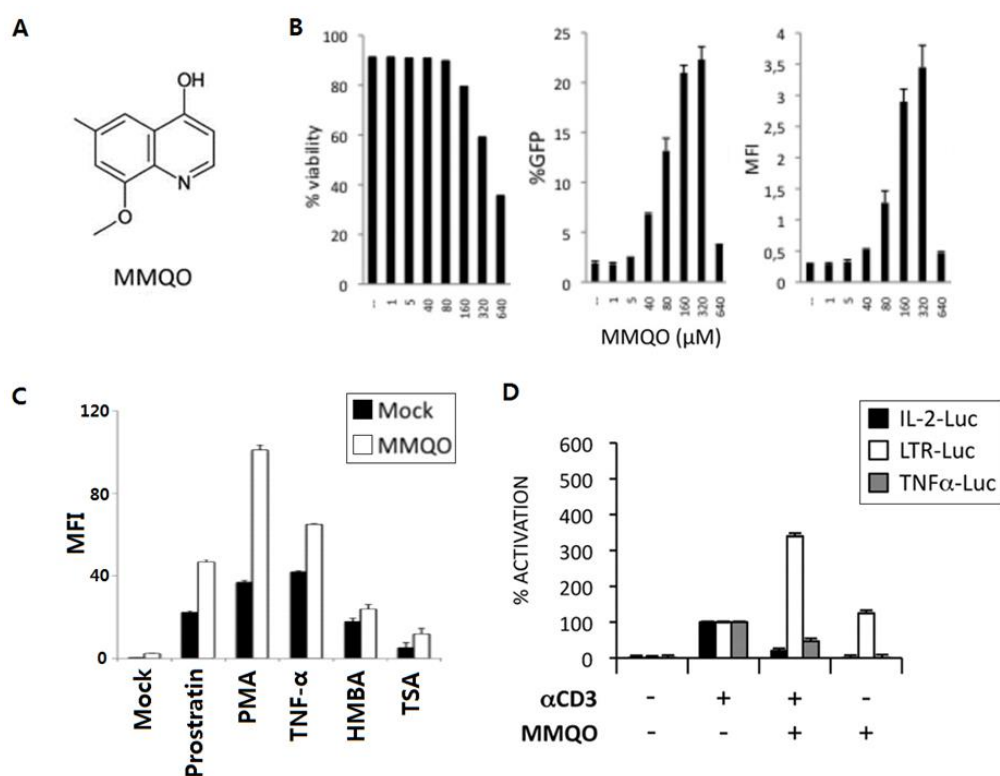 A
OH
N
O
MMQO
B
% viability
100
80
60
40
20
0
-- 1 5 40 80 160 320 640
%GFP
25
20
15
10
5
0
-- 1 5 40 80 160 320 640
MFI
4
3,5
3
2,5
2
1,5
1
0,5
0
-- 1 5 40 80 160 320 640
MMQO (μM)
C
Mock
MMQO
MFI
120
80
40
0
Mock Prostratin PMA TNF-α HMBA TSA
D
IL-2-Luc
LTR-Luc
TNFα-Luc
% ACTIVATION
600
500
400
300
200
100
0
αCD3 - + + -
MMQO - - + +